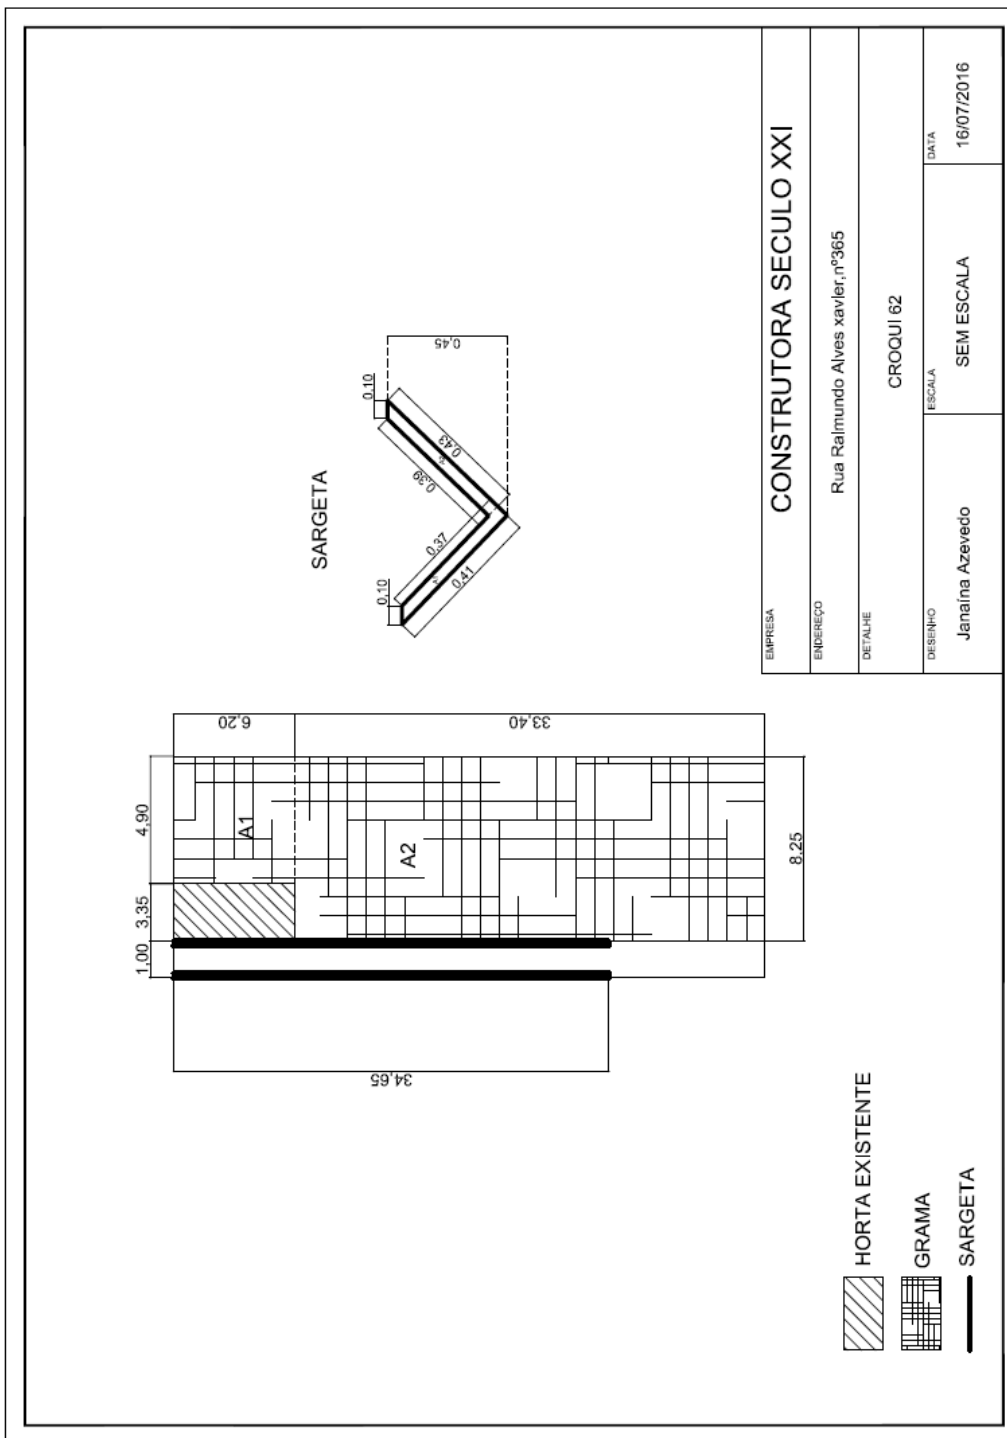 SARGETA
0,10
0,37
0,41
0,10
0,39
0,43
0,45
A1
A2
4,90
3,35
1,00
6,20
33,40
8,25
34,65
HORTA EXISTENTE
GRAMA
SARGETA
EMPRESA
CONSTRUTORA SECULO XXI
ENDEREÇO
Rua Raimundo Alves xavier,nº365
DETALHE
CROQUI 62
DESENHO
Janaína Azevedo
ESCALA
SEM ESCALA
DATA
16/07/2016